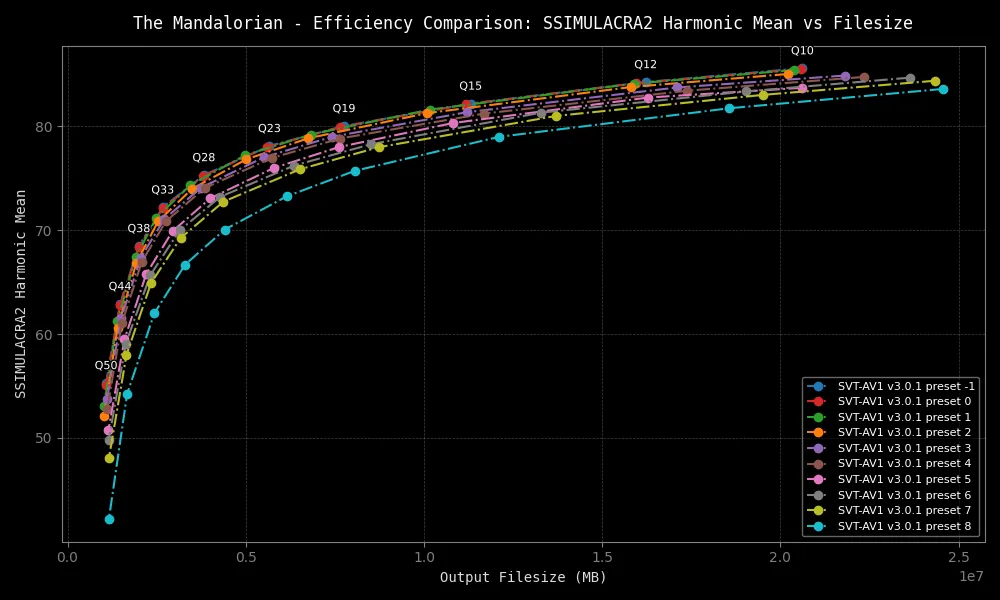 The Mandalorian - Efficiency Comparison: SSIMULACRA2 Harmonic Mean vs Filesize
SSIMULACRA2 Harmonic Mean
80
70
60
50
Q10
Q12
Q15
Q19
Q23
Q28
Q33
Q38
Q44
Q50
SVT-AV1 v3.0.1 preset -1
SVT-AV1 v3.0.1 preset 0
SVT-AV1 v3.0.1 preset 1
SVT-AV1 v3.0.1 preset 2
SVT-AV1 v3.0.1 preset 3
SVT-AV1 v3.0.1 preset 4
SVT-AV1 v3.0.1 preset 5
SVT-AV1 v3.0.1 preset 6
SVT-AV1 v3.0.1 preset 7
SVT-AV1 v3.0.1 preset 8
0.0 0.5 1.0 1.5 2.0 2.5
1e7
Output Filesize (MB)